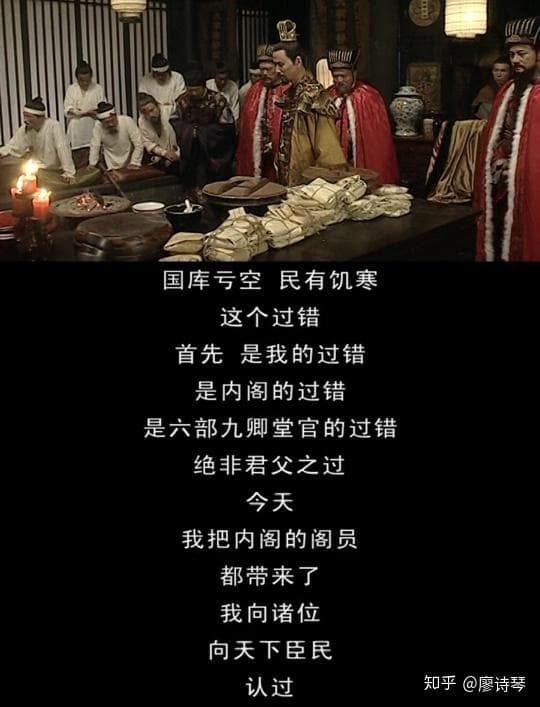 国库亏空 民有饥寒
这个过错
首先 是我的过错
是内阁的过错
是六部九卿堂官的过错
绝非君父之过
今天
我把内阁的阁员
都带来了
我向诸位
向天下臣民
认过
知乎 @廖诗琴